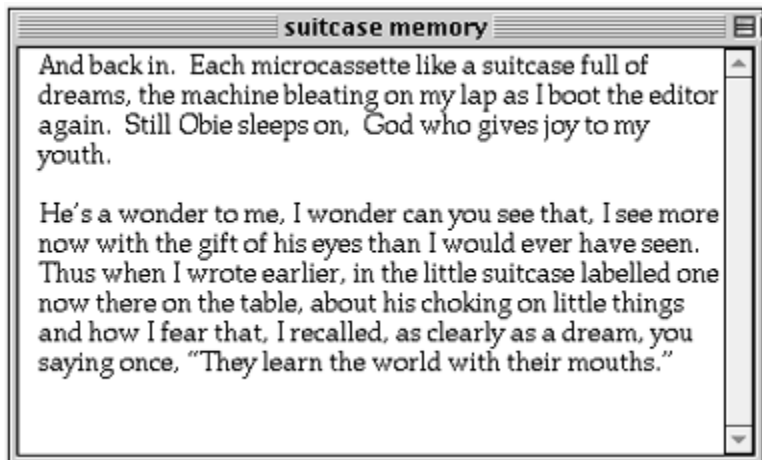 suitcase memory
And back in.  Each microcassette like a suitcase full of
dreams, the machine bleating on my lap as I boot the editor
again.  Still Obie sleeps on,  God who gives joy to my
youth.

He's a wonder to me, I wonder can you see that, I see more
now with the gift of his eyes than I would ever have seen.
Thus when I wrote earlier, in the little suitcase labelled one
now there on the table, about his choking on little things
and how I fear that, I recalled, as clearly as a dream, you
saying once, “They learn the world with their mouths.”